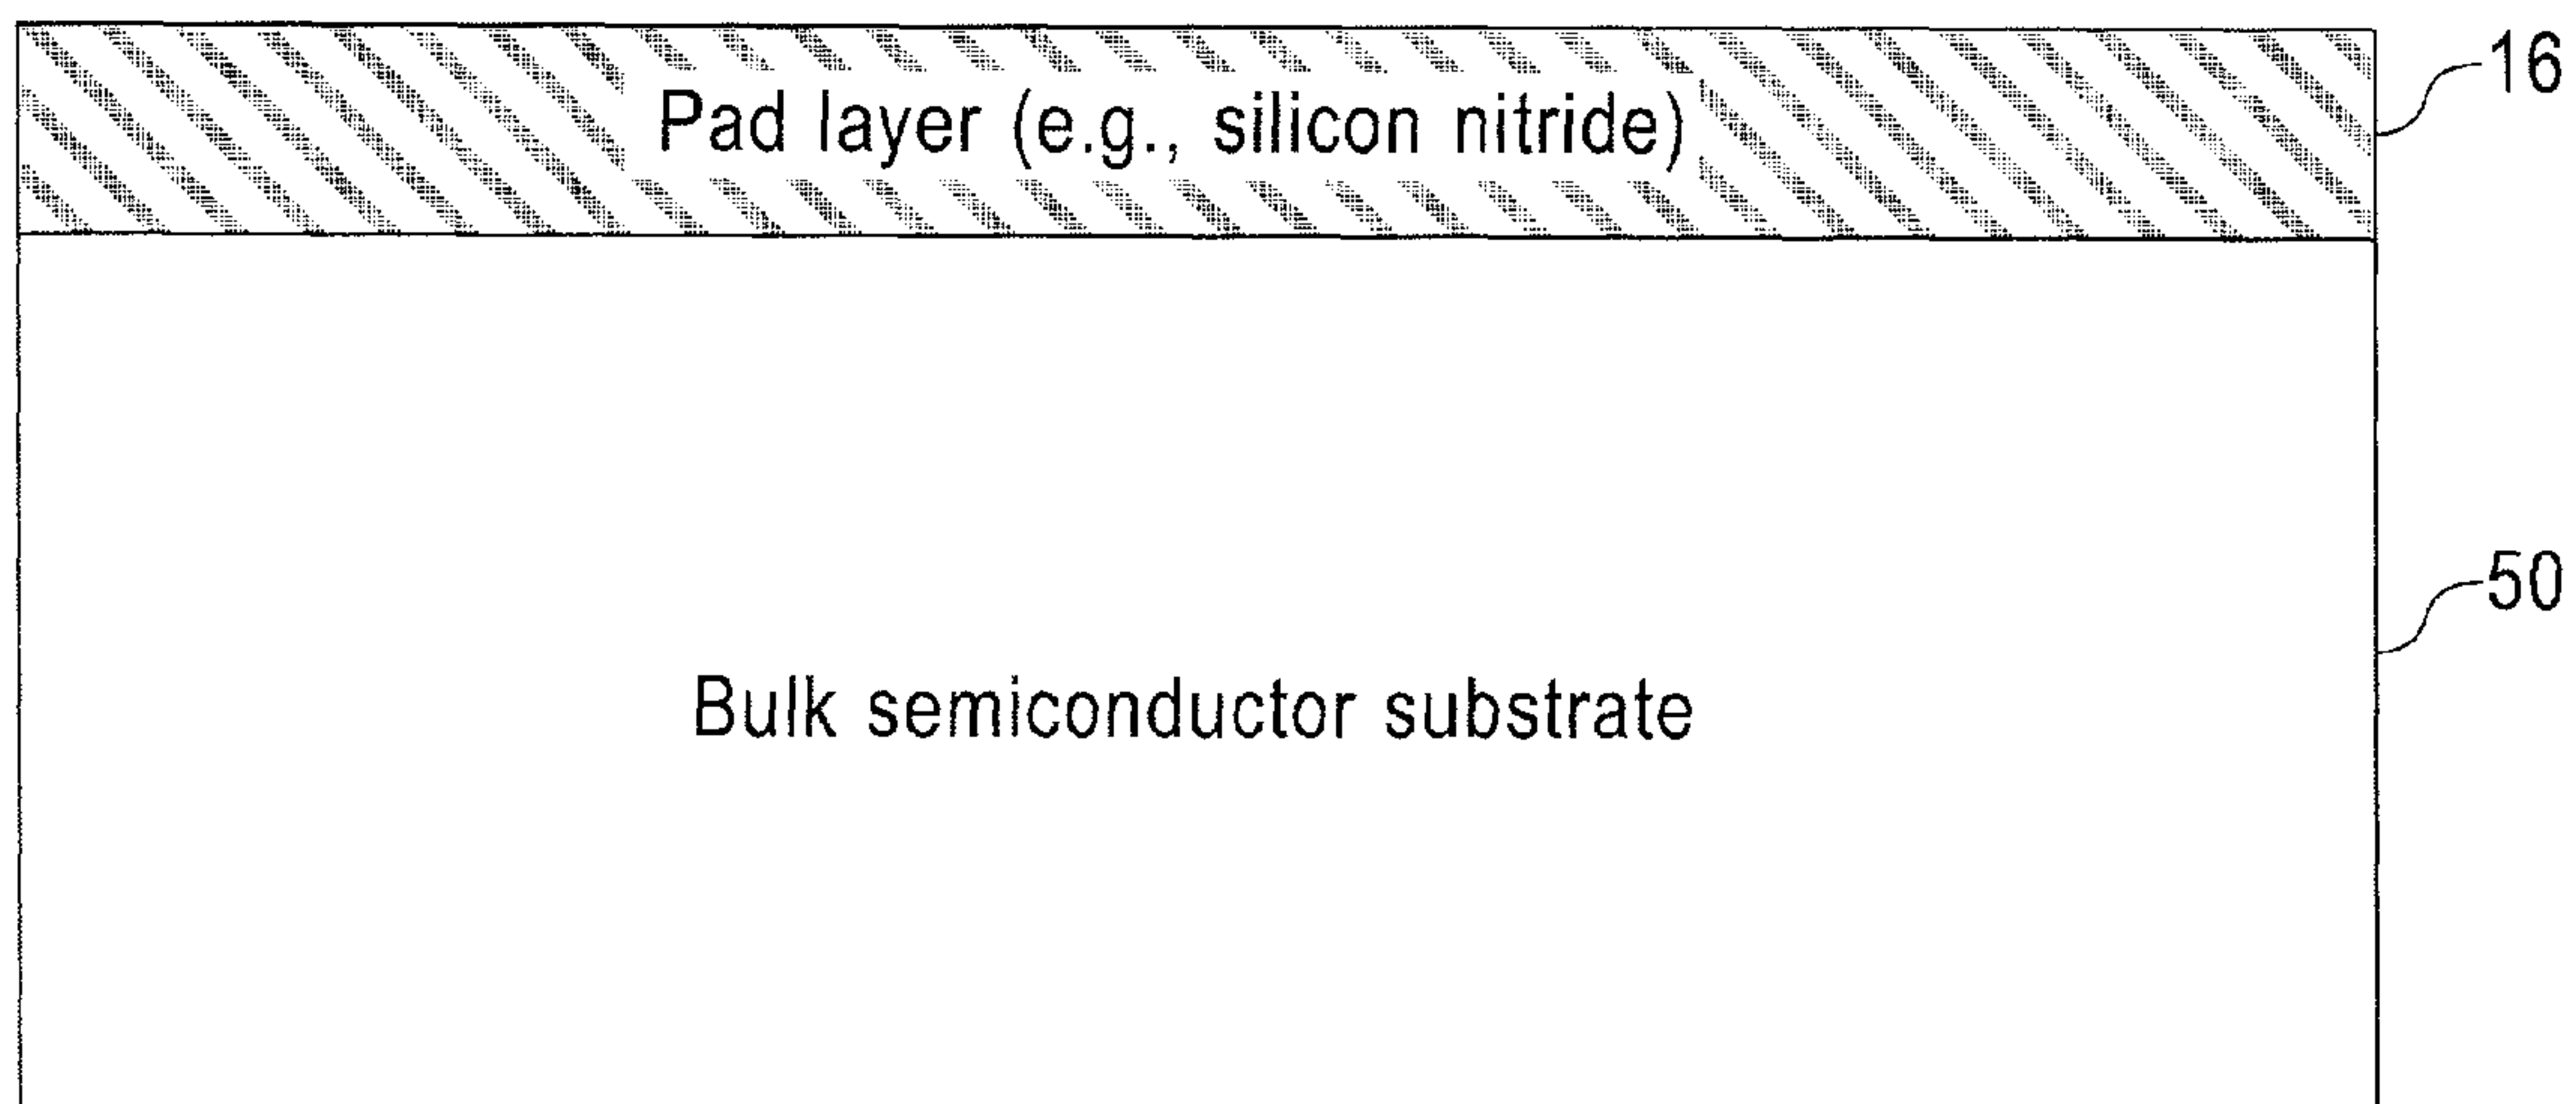 16
Pad layer (e.g., silicon nitride)
50
Bulk semiconductor substrate